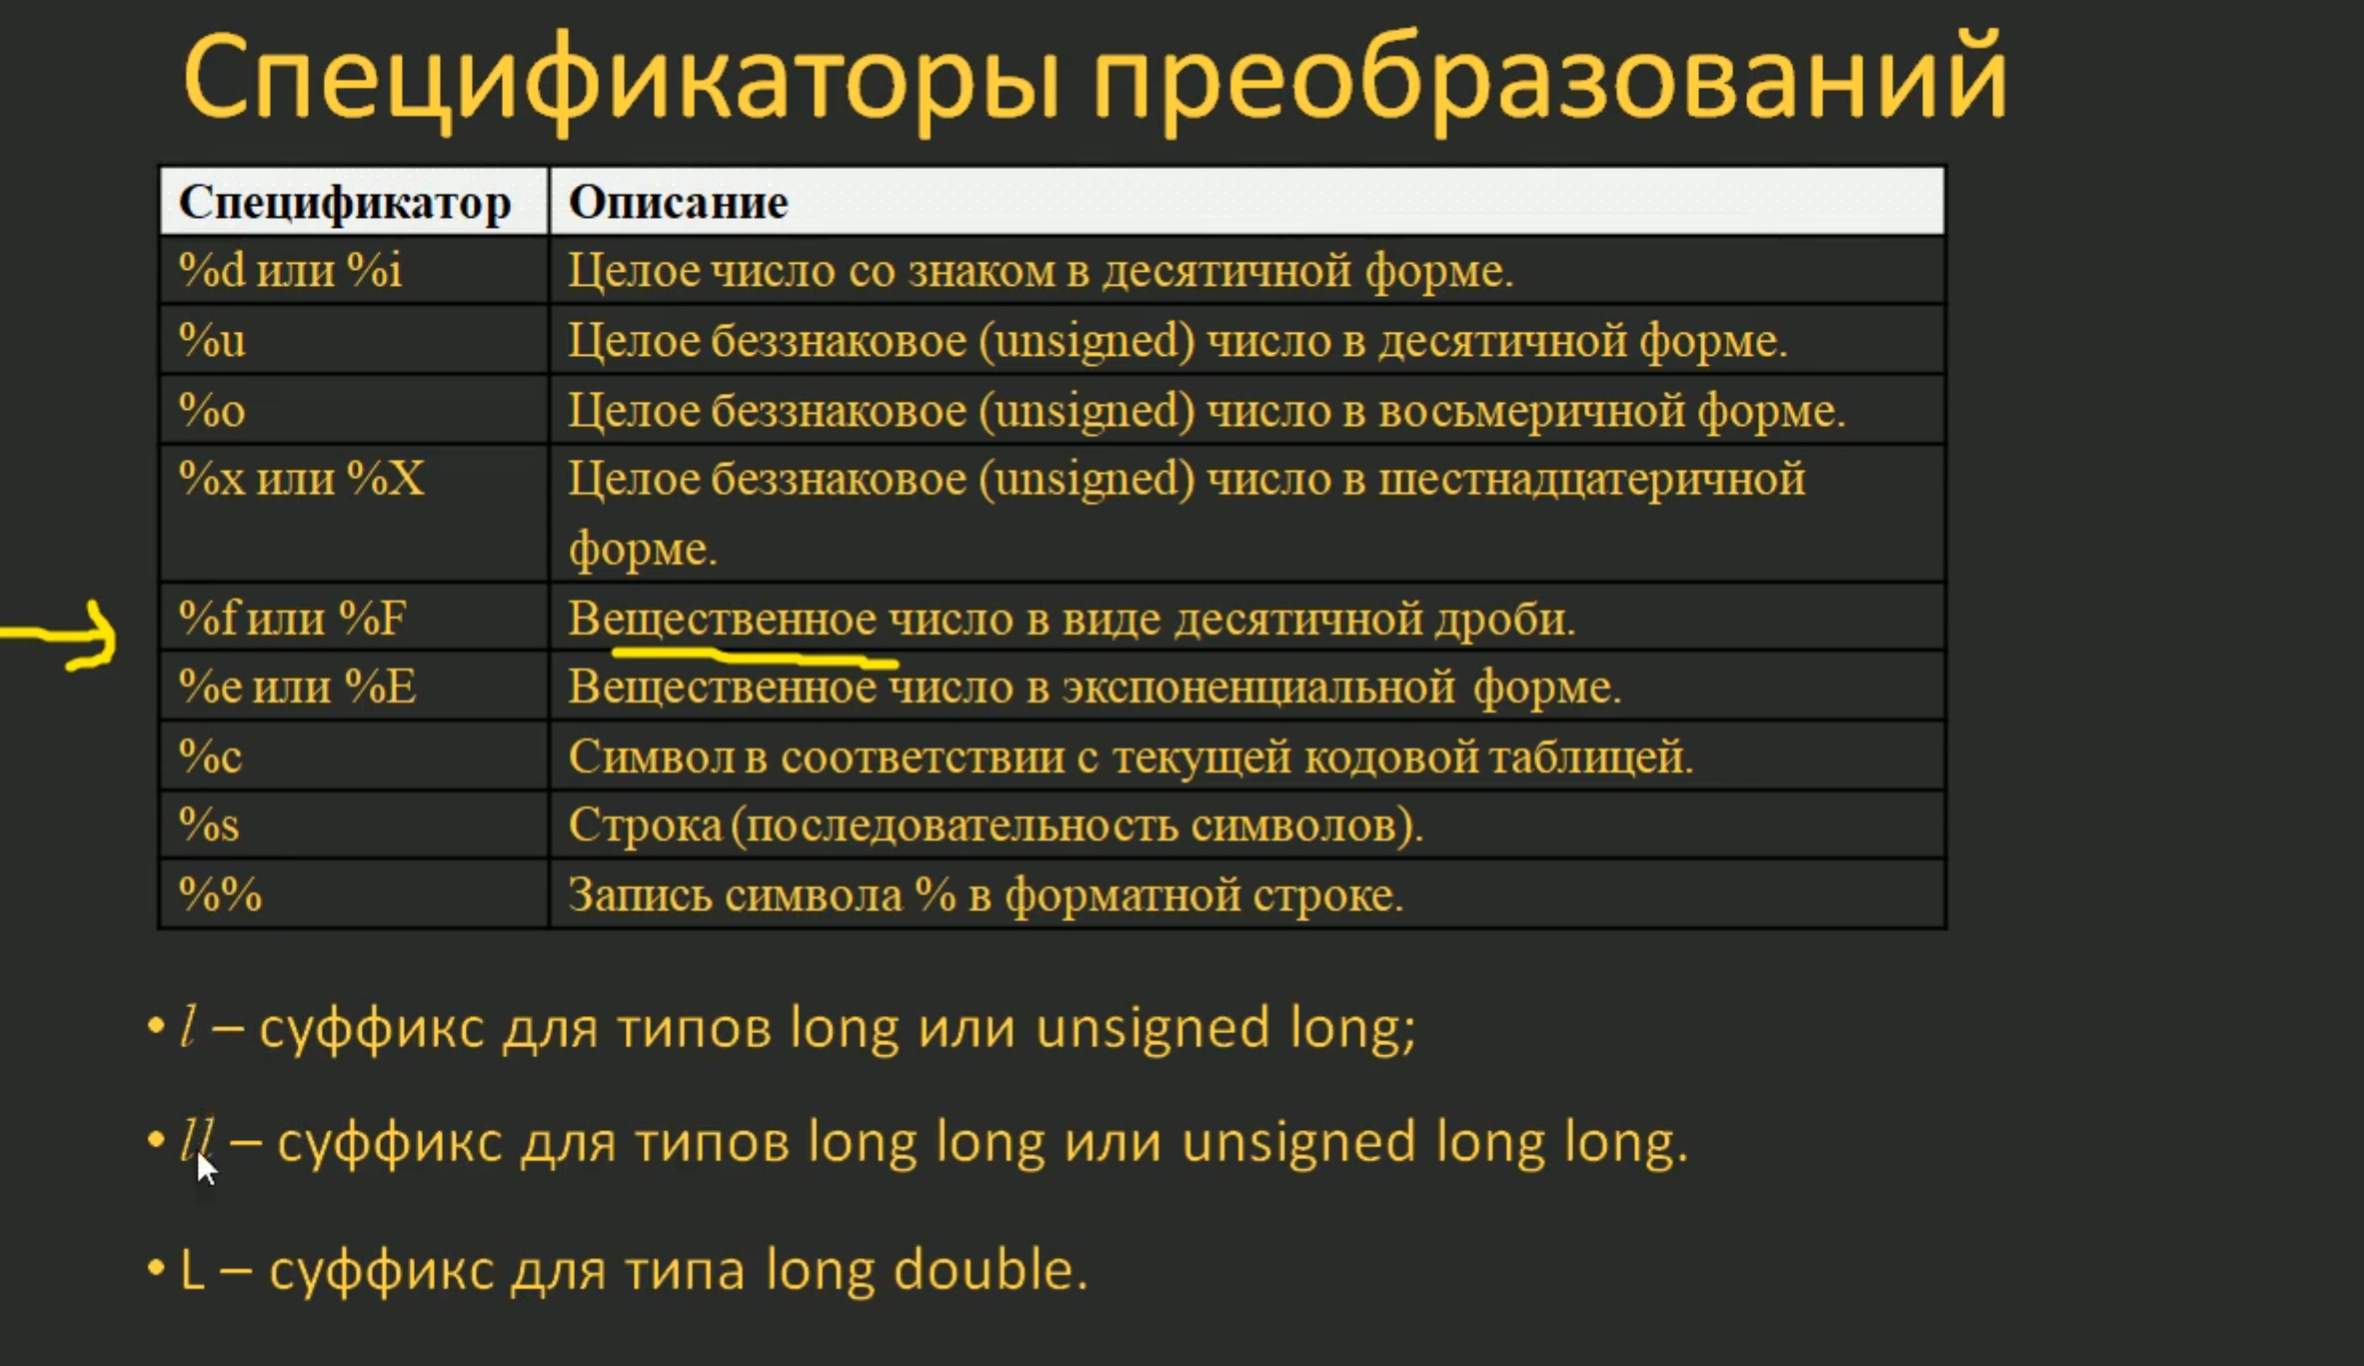 Спецификаторы преобразований
Спецификатор Описание
%d или %i Целое число со знаком в десятичной форме.
%u Целое беззнаковое (unsigned) число в десятичной форме.
%o Целое беззнаковое (unsigned) число в восьмеричной форме.
%x или %X Целое беззнаковое (unsigned) число в шестнадцатеричной
форме.
%f или %F Вещественное число в виде десятичной дроби.
%e или %E Вещественное число в экспоненциальной форме.
%c Символ в соответствии с текущей кодовой таблицей.
%s Строка (последовательность символов).
%% Запись символа % в форматной строке.
• l – суффикс для типов long или unsigned long;
• ll – суффикс для типов long long или unsigned long long.
• L – суффикс для типа long double.